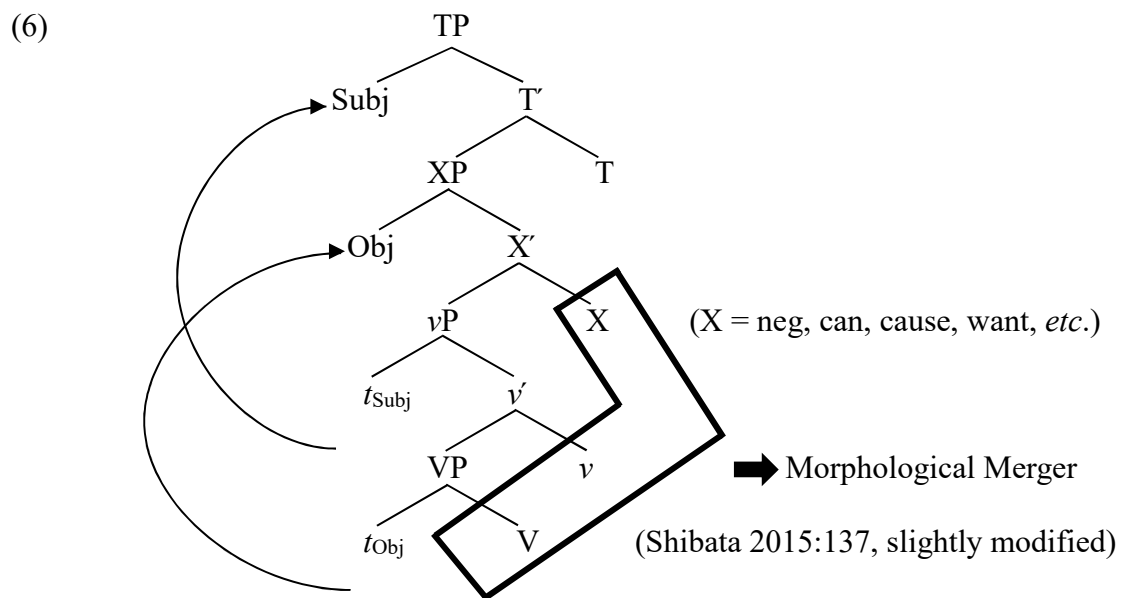 (6)
TP
Subj T′
XP T
Obj X′
vP X (X = neg, can, cause, want, etc.)
tSubj v′
VP v Morphological Merger
tObj V (Shibata 2015:137, slightly modified)